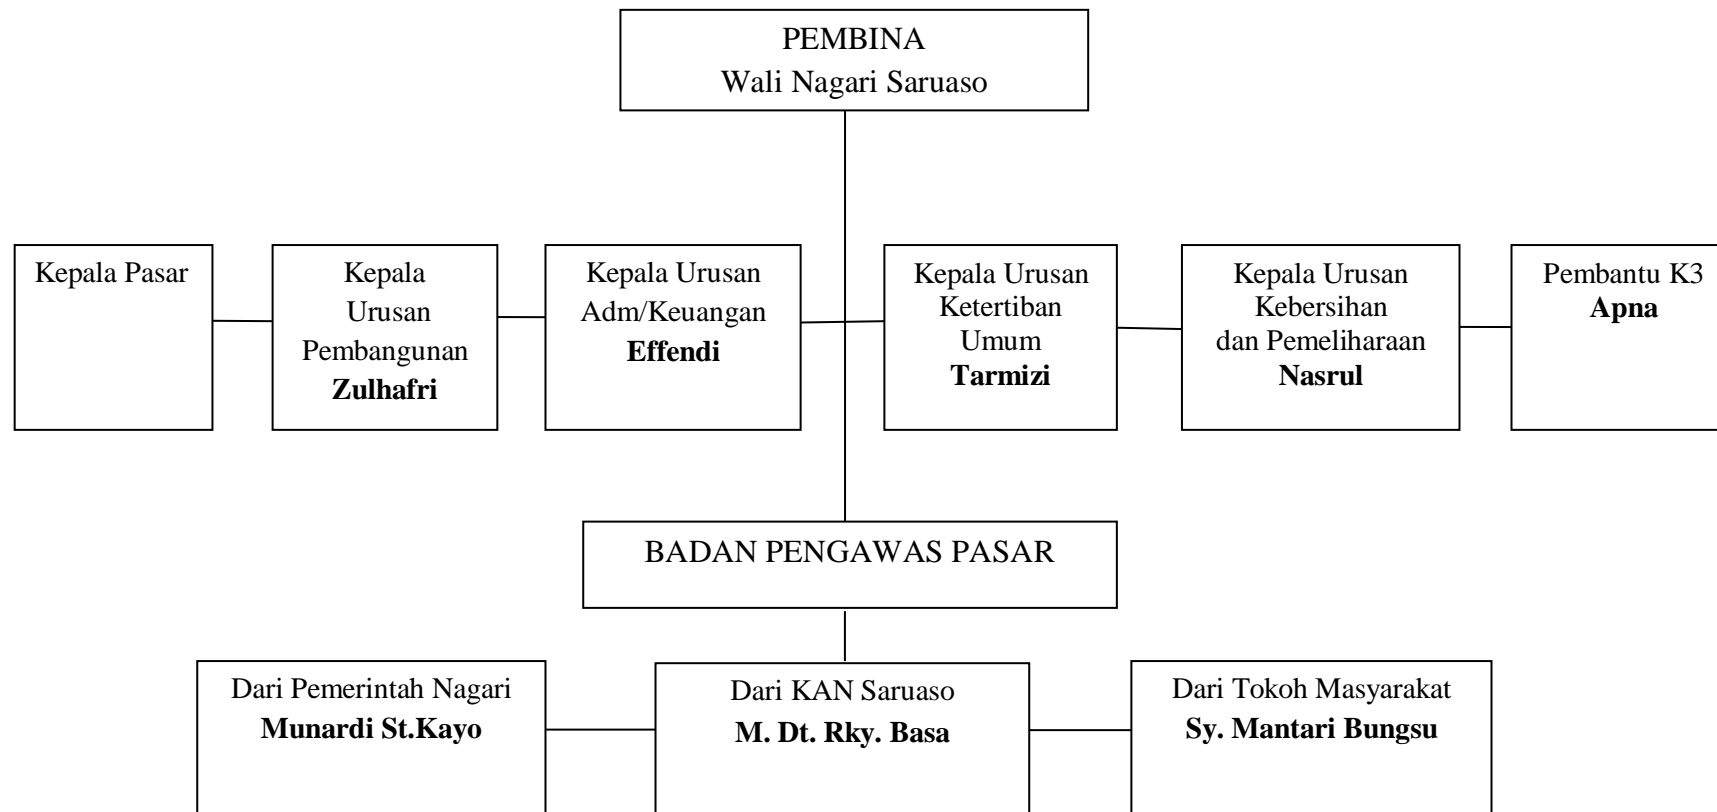 PEMBINA
Wali Nagari Saruaso
Kepala Pasar
Kepala
Urusan
Pembangunan
Zulhafri
Kepala Urusan
Adm/Keuangan
Effendi
Kepala Urusan
Ketertiban
Umum
Tarmizi
Kepala Urusan
Kebersihan
dan Pemeliharaan
Nasrul
Pembantu K3
Apna
BADAN PENGAWAS PASAR
Dari Pemerintah Nagari
Munardi St.Kayo
Dari KAN Saruaso
M. Dt. Rky. Basa
Dari Tokoh Masyarakat
Sy. Mantari Bungsu